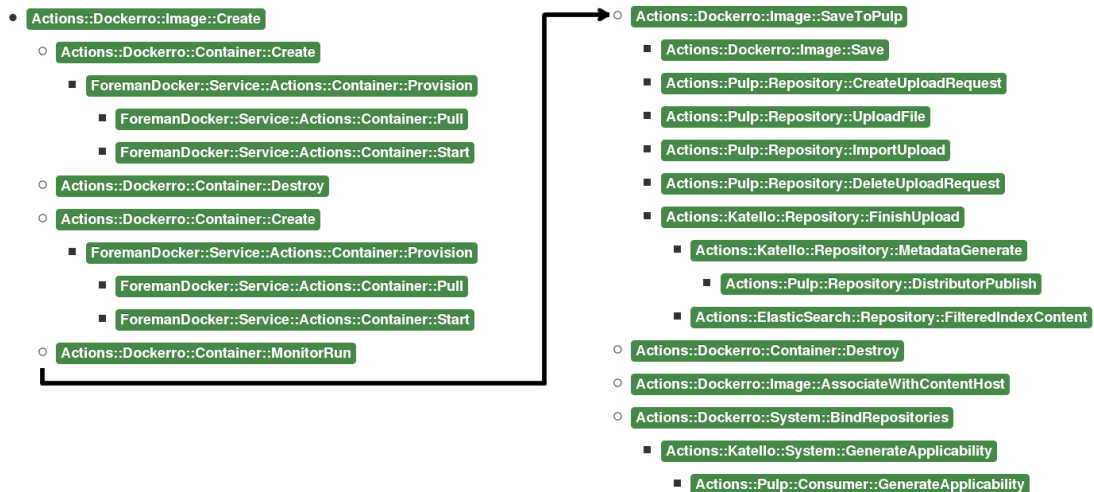 Actions::Dockerro::Image::Create
Actions::Dockerro::Container::Create
ForemanDocker::Service::Actions::Container::Provision
ForemanDocker::Service::Actions::Container::Pull
ForemanDocker::Service::Actions::Container::Start
Actions::Dockerro::Container::Destroy
Actions::Dockerro::Container::Create
ForemanDocker::Service::Actions::Container::Provision
ForemanDocker::Service::Actions::Container::Pull
ForemanDocker::Service::Actions::Container::Start
Actions::Dockerro::Container::MonitorRun
Actions::Dockerro::Image::SaveToPulp
Actions::Dockerro::Image::Save
Actions::Pulp::Repository::CreateUploadRequest
Actions::Pulp::Repository::UploadFile
Actions::Pulp::Repository::ImportUpload
Actions::Pulp::Repository::DeleteUploadRequest
Actions::Katello::Repository::FinishUpload
Actions::Katello::Repository::MetadataGenerate
Actions::Pulp::Repository::DistributorPublish
Actions::ElasticSearch::Repository::FilteredIndexContent
Actions::Dockerro::Container::Destroy
Actions::Dockerro::Image::AssociateWithContentHost
Actions::Dockerro::System::BindRepositories
Actions::Katello::System::GenerateApplicability
Actions::Pulp::Consumer::GenerateApplicability